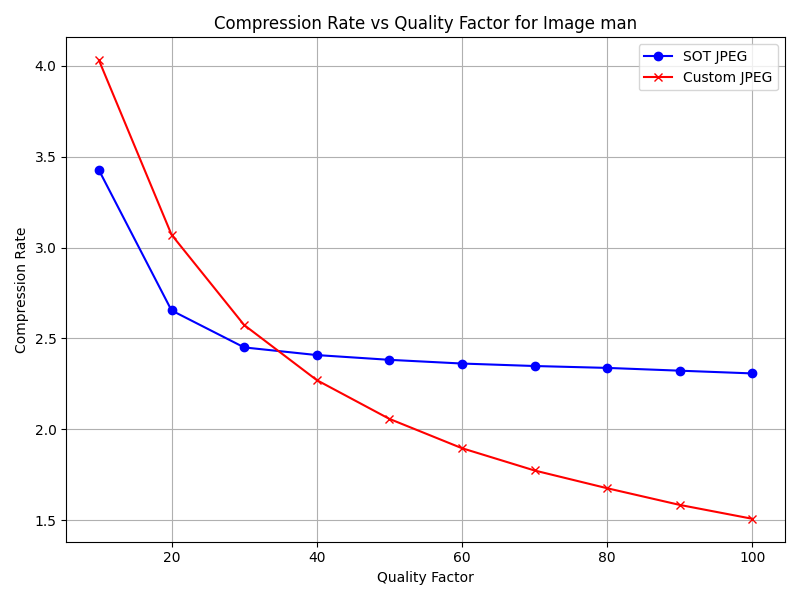 Compression Rate vs Quality Factor for Image man
SOT JPEG
Custom JPEG
4.0
3.5
3.0
2.5
2.0
1.5
Compression Rate
20
40
60
80
100
Quality Factor